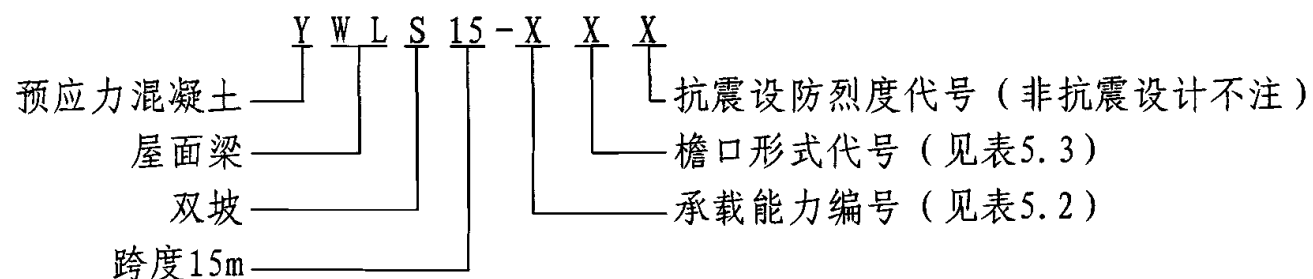 YWLS15-XXX
预应力混凝土 抗震设防烈度代号（非抗震设计不注）
屋面梁 檐口形式代号（见表5.3）
双坡 承载能力编号（见表5.2）
跨度15m